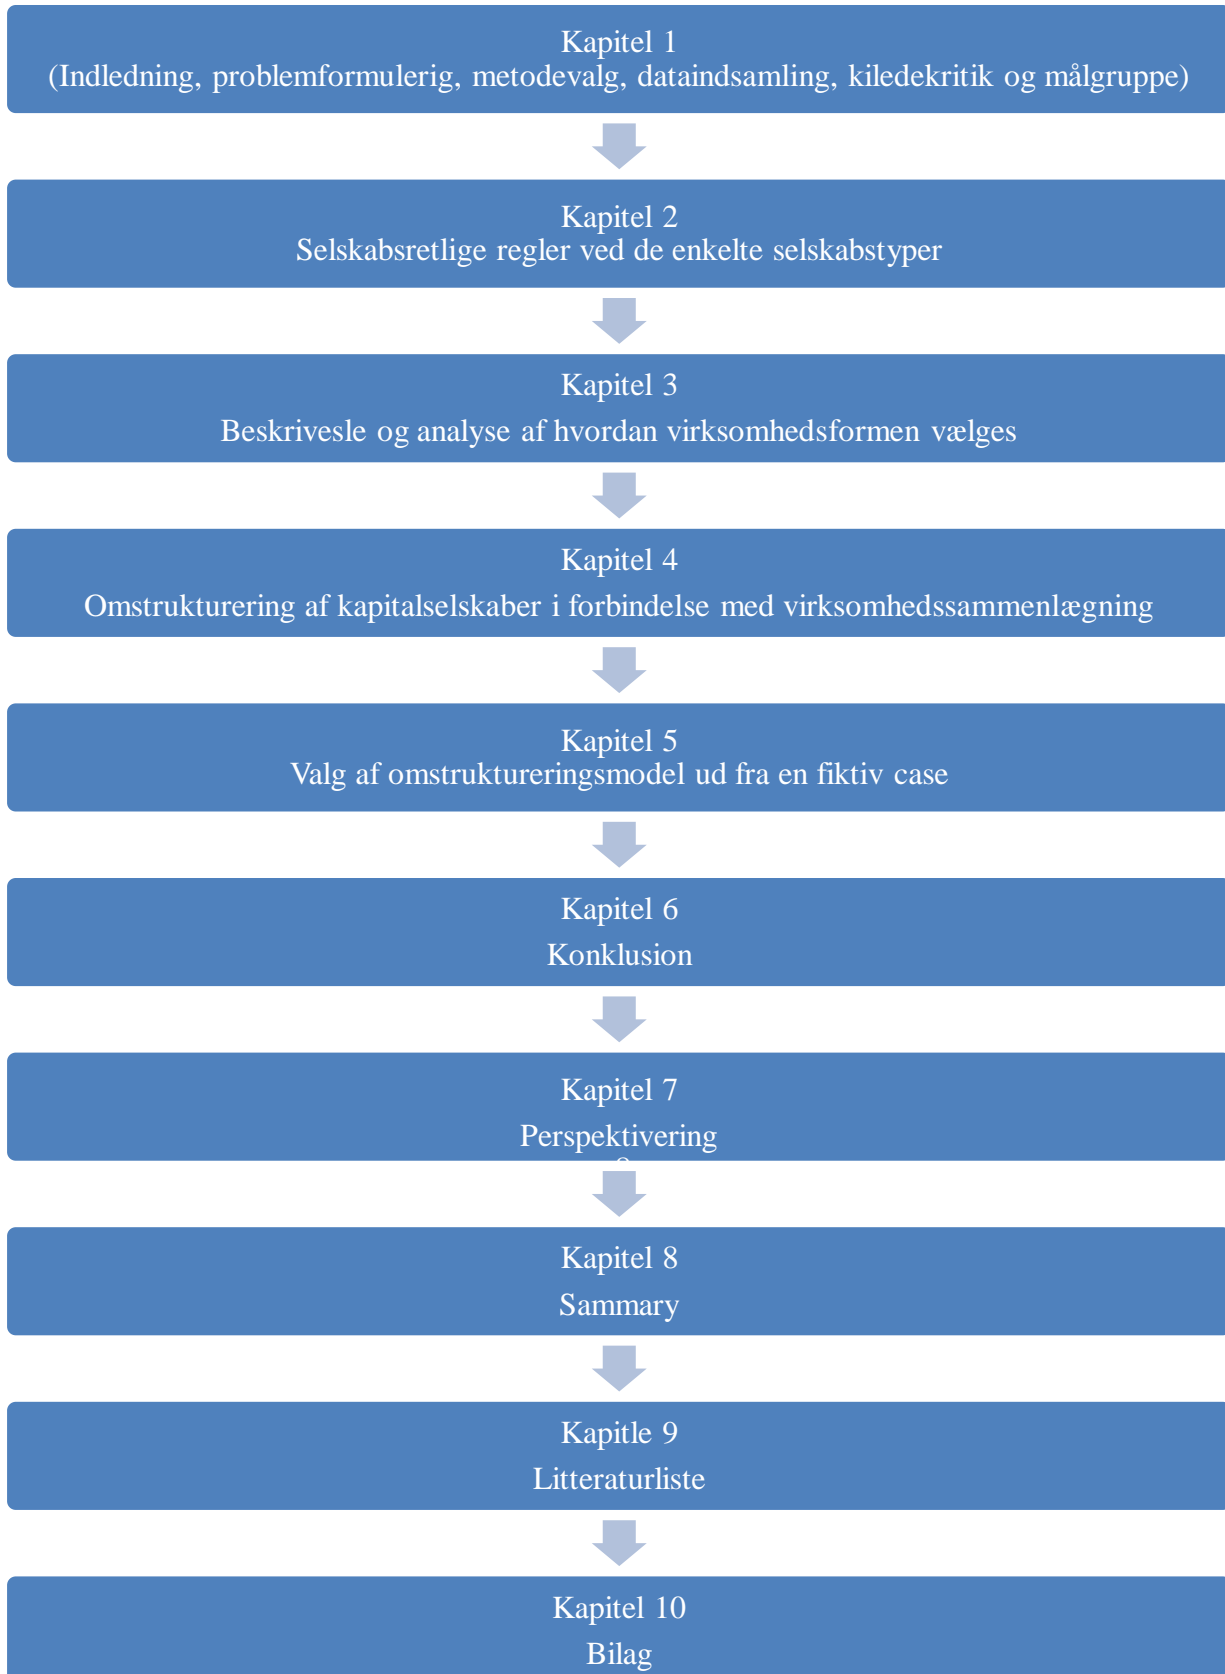 Kapitel 1
(Indledning, problemformulerig, metodevalg, dataindsamling, kiledekritik og målgruppe)
Kapitel 2
Selskabsretlige regler ved de enkelte selskabstyper
Kapitel 3
Beskrivesle og analyse af hvordan virksomhedsformen vælges
Kapitel 4
Omstrukturering af kapitalselskaber i forbindelse med virksomhedssammenlægning
Kapitel 5
Valg af omstruktureringsmodel ud fra en fiktiv case
Kapitel 6
Konklusion
Kapitel 7
Perspektivering
Kapitel 8
Sammary
Kapitle 9
Litteraturliste
Kapitel 10
Bilag